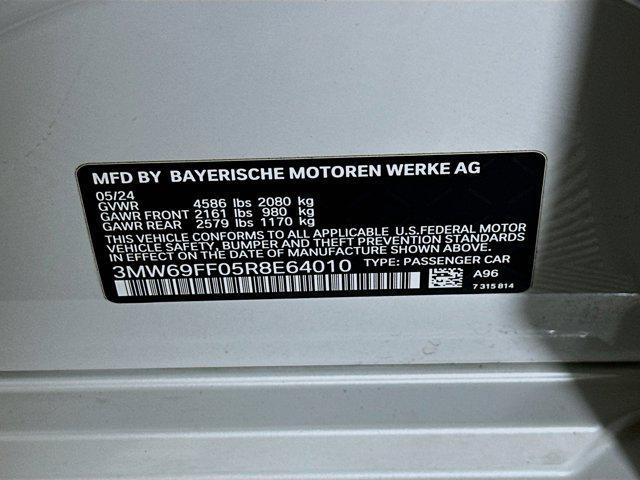 MFD BY BAYERISCHE MOTOREN WERKE AG
05/24
GVWR 4586 lbs 2080 kg
GAWR FRONT 2161 lbs 980 kg
GAWR REAR 2579 lbs 1170 kg
THIS VEHICLE CONFORMS TO ALL APPLICABLE U.S.FEDERAL MOTOR
VEHICLE SAFETY, BUMPER, AND THEFT PREVENTION STANDARDS
IN EFFECT ON THE DATE OF MANUFACTURE SHOWN ABOVE.
3MW69FF05R8E64010 TYPE: PASSENGER CAR
A96
7 315 814